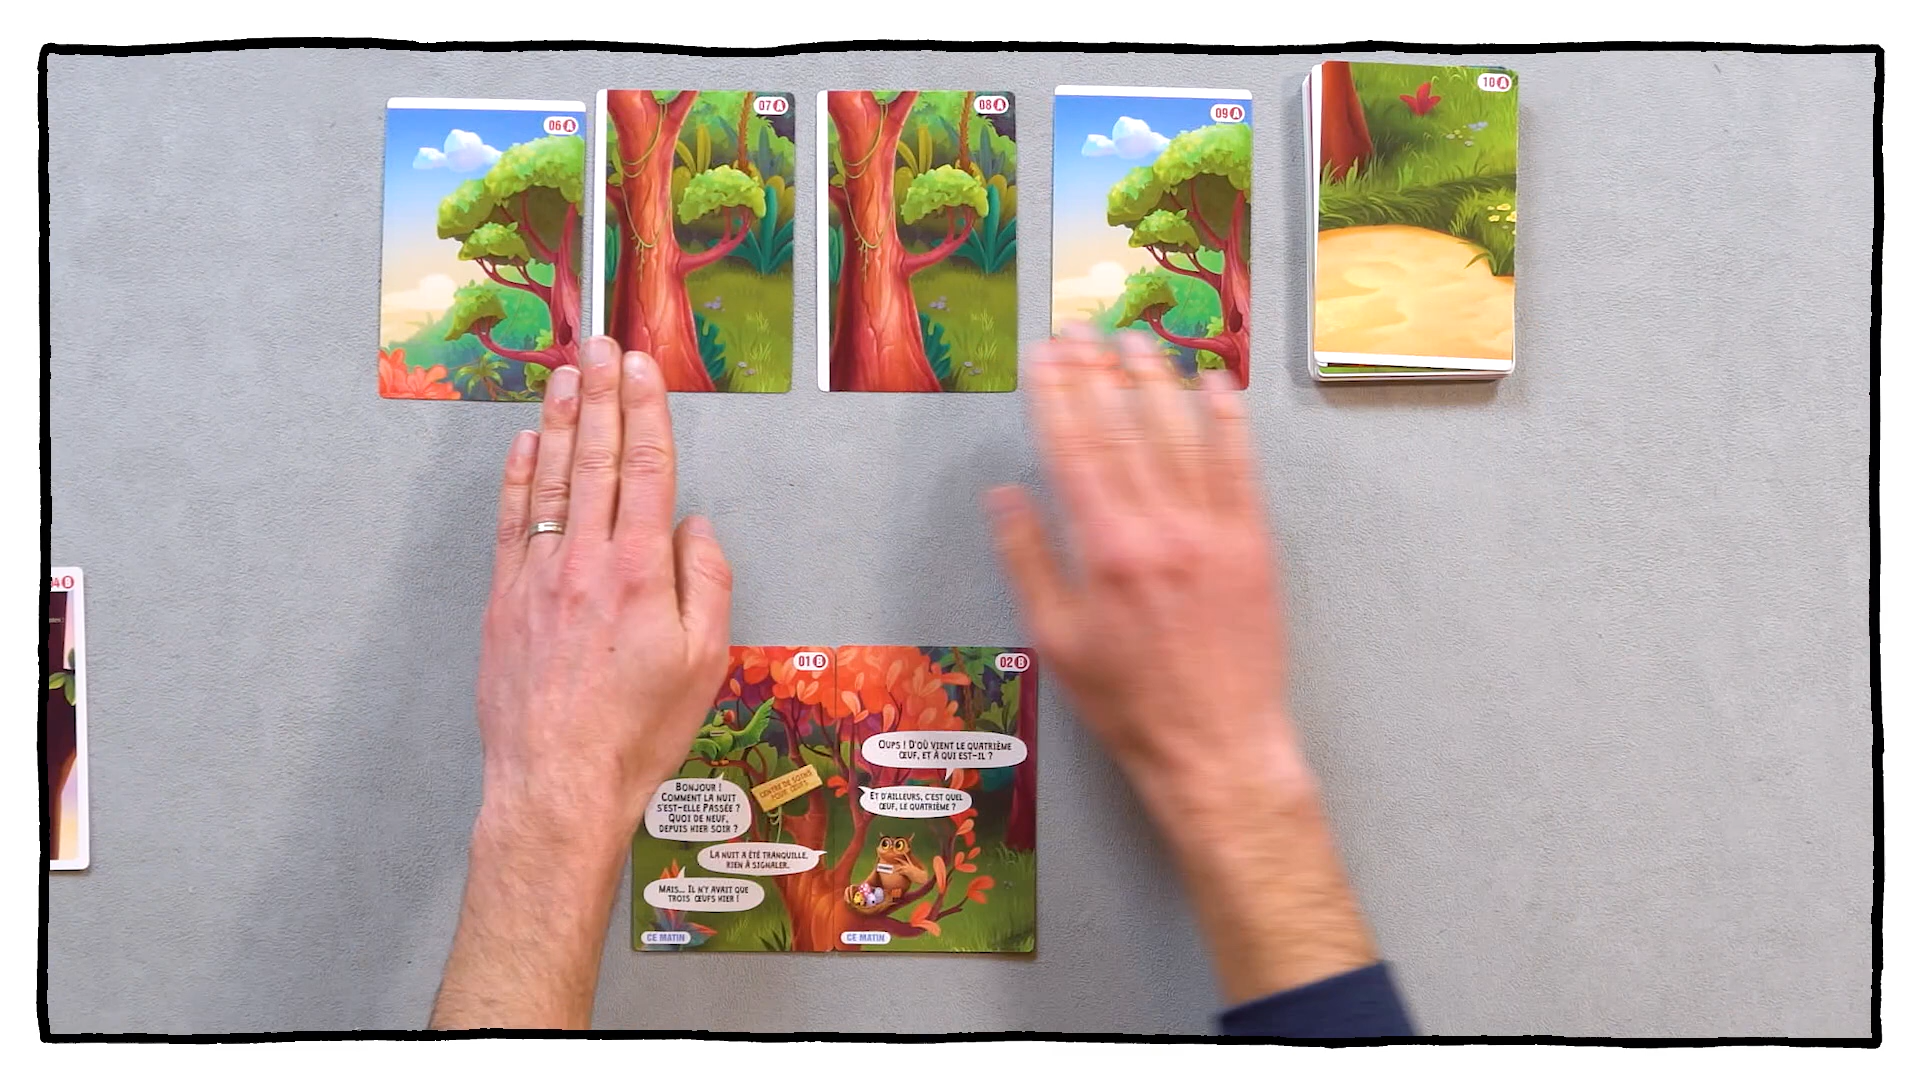 06 A
07 A
08 A
09 A
10 A
4 B
01 B
02 B
BONJOUR !
COMMENT LA NUIT
S'EST-ELLE PASSÉE ?
QUOI DE NEUF,
DEPUIS HIER SOIR ?
CENTRE DE SOINS
POUR ŒUFS
LA NUIT A ÉTÉ TRANQUILLE,
RIEN À SIGNALER.
MAIS... IL N'Y AVAIT QUE
TROIS ŒUFS HIER !
CE MATIN
OUPS ! D'OÙ VIENT LE QUATRIÈME
ŒUF, ET À QUI EST-IL ?
ET D'AILLEURS, C'EST QUEL
ŒUF, LE QUATRIÈME ?
CE MATIN